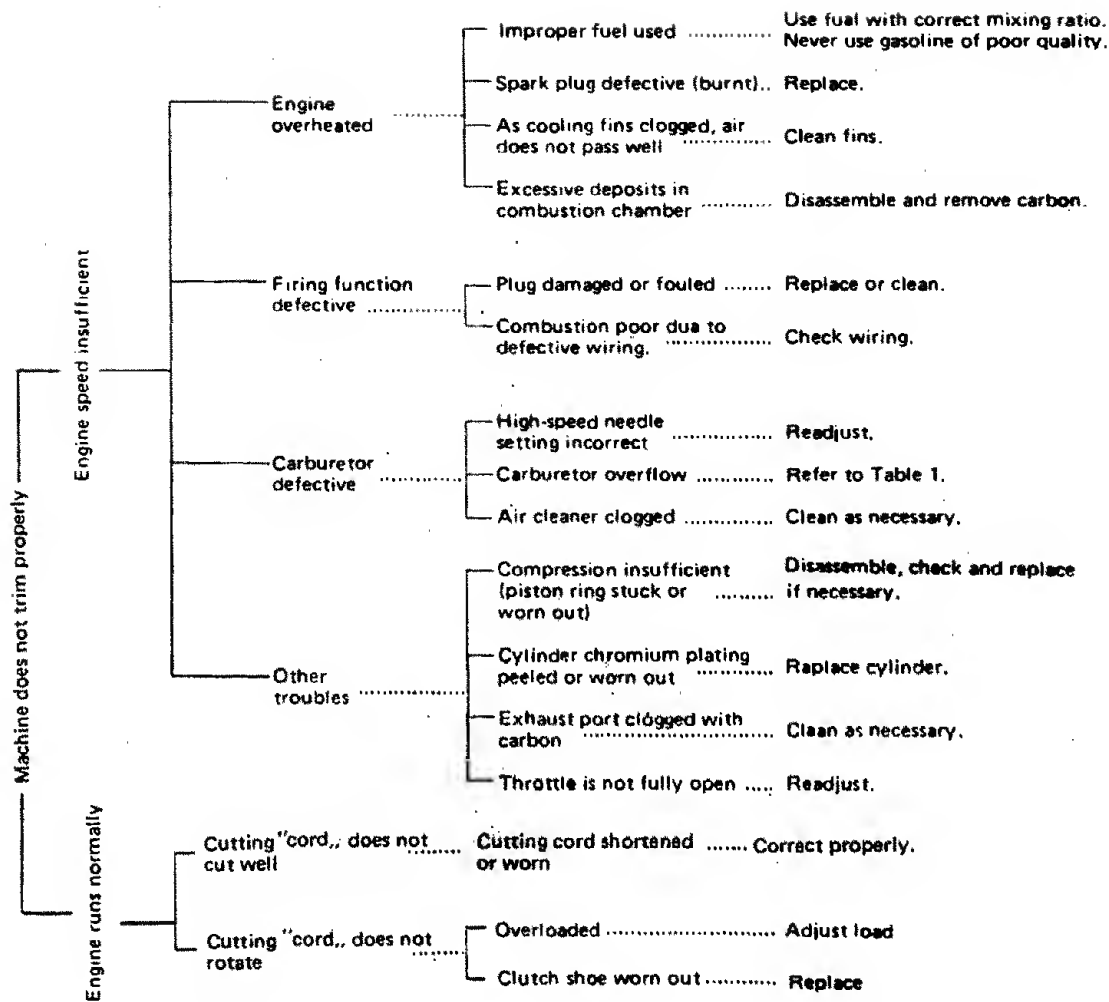 Machine does not trim properly
Engine speed insufficient
Engine
overheated
Improper fuel used ............ Use fual with correct mixing ratio.
Never use gasoline of poor quality.
Spark plug defective (burnt).. Replace.
As cooling fins clogged, air
does not pass well ............ Clean fins.
Excessive deposits in
combustion chamber ............ Disassemble and remove carbon.
Firing function
defective
Plug damaged or fouled ........ Replace or clean.
Combustion poor dua to
defective wiring. ................ Check wiring.
Carburetor
defective
High-speed needle
setting incorrect ................ Readjust.
Carburetor overflow ............ Refer to Table 1.
Air cleaner clogged .............. Clean as necessary.
Other
troubles
Compression insufficient
(piston ring stuck or
worn out) .......... Disassemble, check and replace
if necessary.
Cylinder chromium plating
peeled or worn out .............. Raplace cylinder.
Exhaust port clogged with
carbon ........................ Claan as necessary.
Throttle is not fully open ..... Readjust.
Engine runs normally
Cutting "cord,, does not
cut well
Cutting cord shortened
or worn ....... Correct properly.
Cutting "cord,, does not
rotate
Overloaded .......................... Adjust load
Clutch shoe worn out ........ Replace